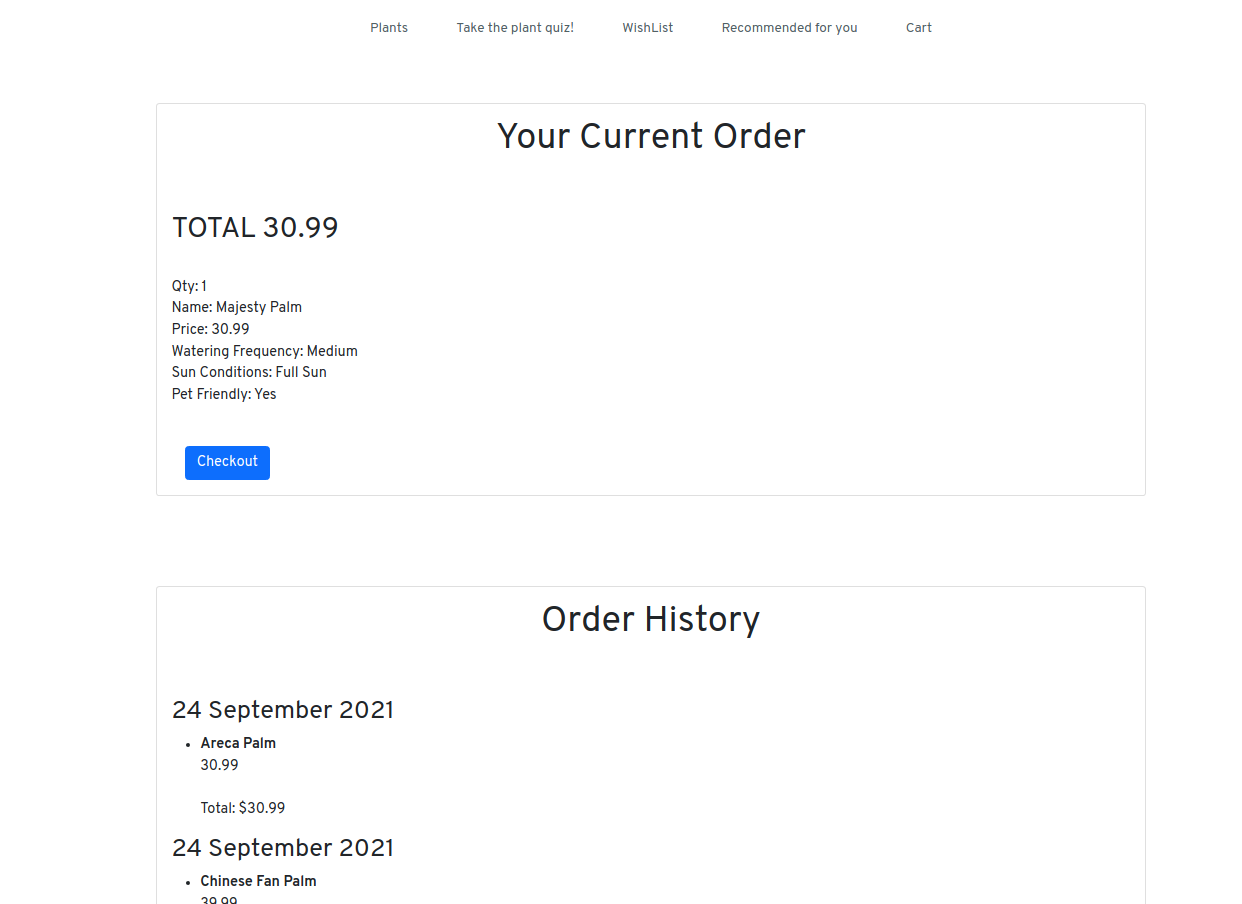 Plants Take the plant quiz! WishList Recommended for you Cart
Your Current Order
TOTAL 30.99
Qty: 1
Name: Majesty Palm
Price: 30.99
Watering Frequency: Medium
Sun Conditions: Full Sun
Pet Friendly: Yes
Checkout
Order History
24 September 2021
Areca Palm
30.99
Total: $30.99
24 September 2021
Chinese Fan Palm
39.99